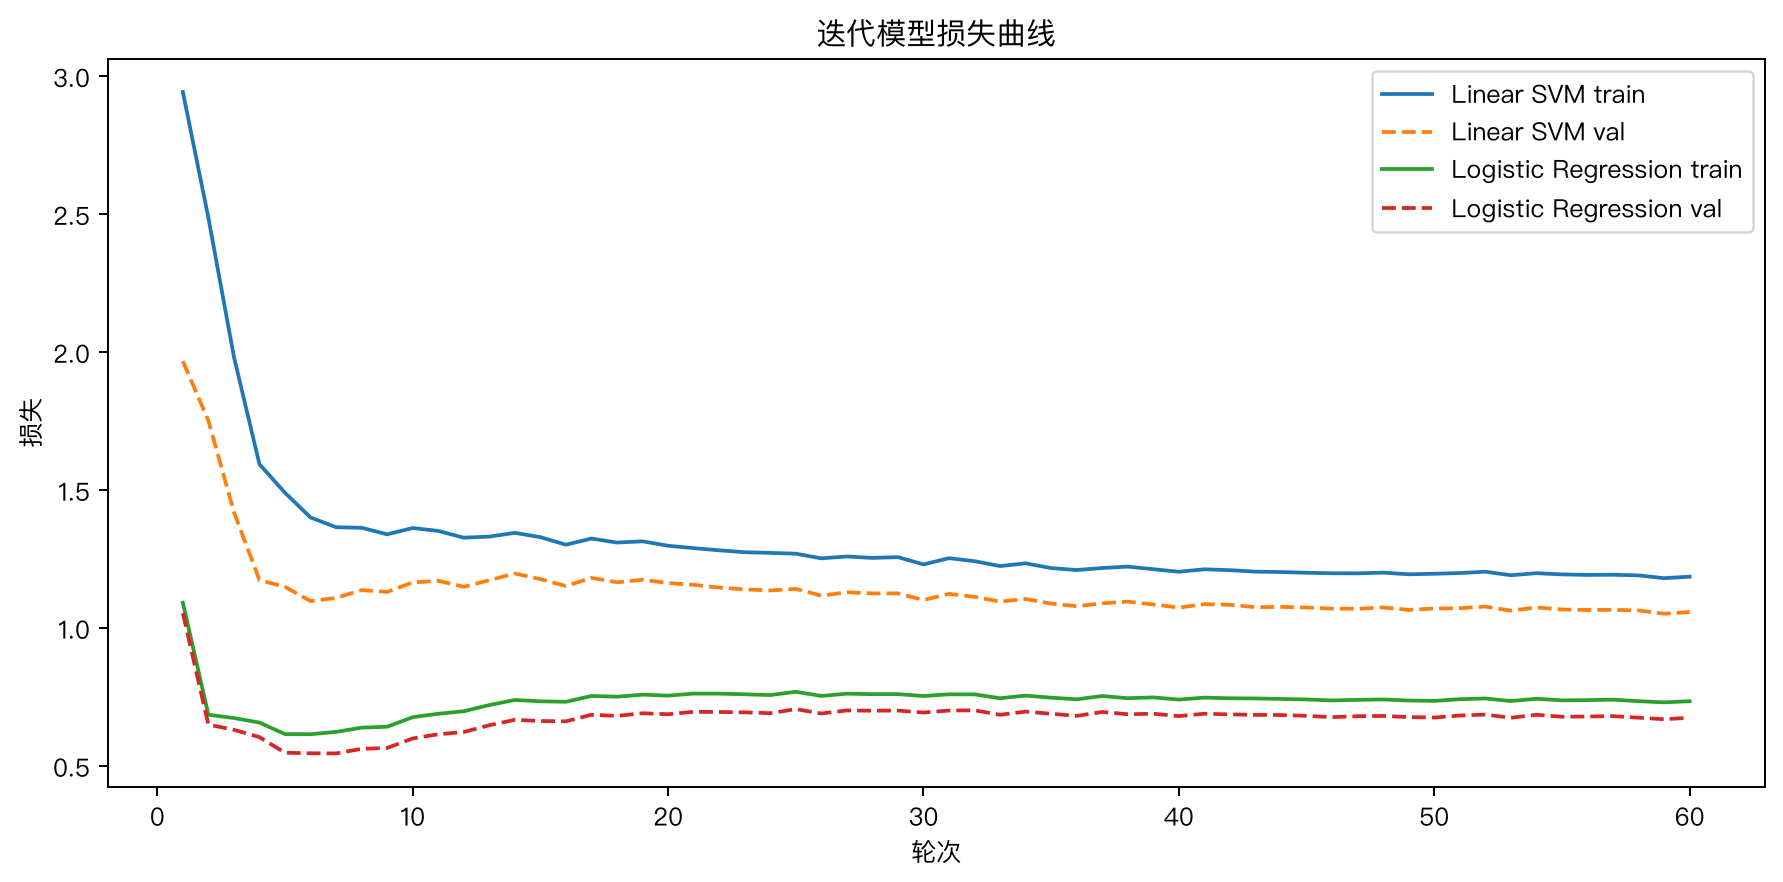 迭代模型损失曲线
Linear SVM train
Linear SVM val
Logistic Regression train
Logistic Regression val
损失
3.0
2.5
2.0
1.5
1.0
0.5
0 10 20 30 40 50 60
轮次